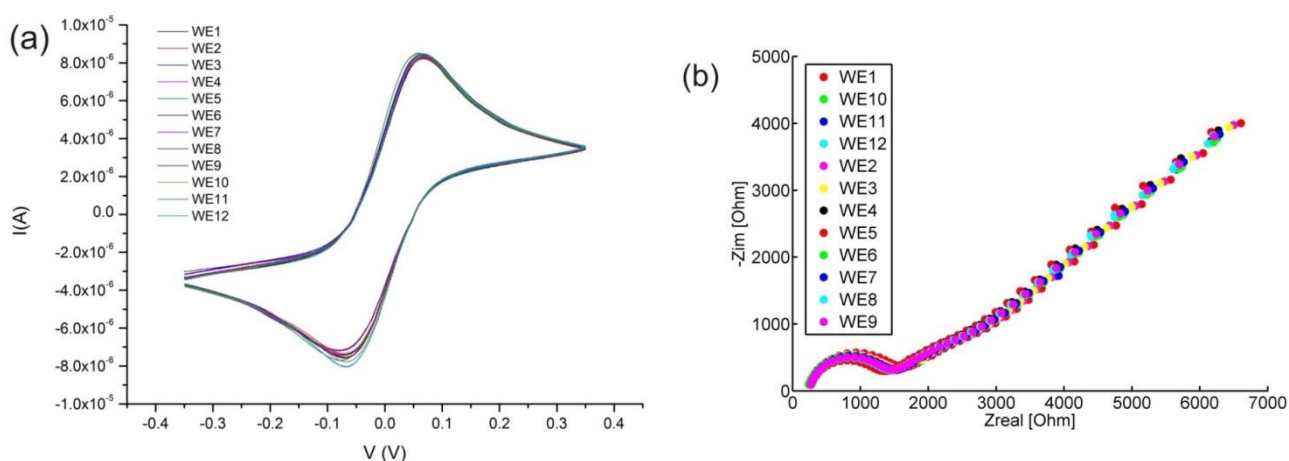 (a)
1.0x10⁻⁵
8.0x10⁻⁶
6.0x10⁻⁶
4.0x10⁻⁶
2.0x10⁻⁶
0.0
-2.0x10⁻⁶
-4.0x10⁻⁶
-6.0x10⁻⁶
-8.0x10⁻⁶
-1.0x10⁻⁵
I(A)
WE1
WE2
WE3
WE4
WE5
WE6
WE7
WE8
WE9
WE10
WE11
WE12
-0.4 -0.3 -0.2 -0.1 0.0 0.1 0.2 0.3 0.4
V (V)
(b)
5000
4000
3000
2000
1000
0
-Zim [Ohm]
WE1
WE10
WE11
WE12
WE2
WE3
WE4
WE5
WE6
WE7
WE8
WE9
0 1000 2000 3000 4000 5000 6000 7000
Zreal [Ohm]